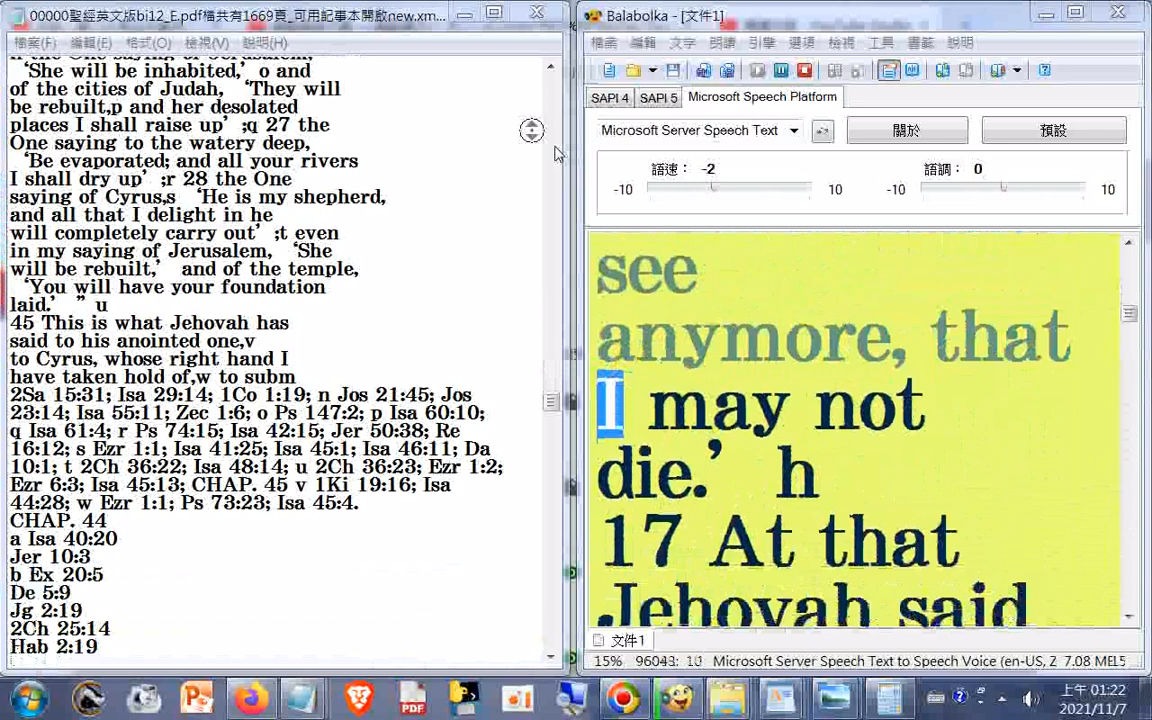 00000聖經英文版bi12_E.pdf檔共有1669頁_可用記事本開啟new.xm...
檔案(F) 編輯(E) 格式(O) 檢視(V) 說明(H)
'She will be inhabited,' o and
of the cities of Judah, 'They will
be rebuilt,p and her desolated
places I shall raise up' ;q 27 the
One saying to the watery deep,
'Be evaporated; and all your rivers
I shall dry up' ;r 28 the One
saying of Cyrus,s 'He is my shepherd,
and all that I delight in he
will completely carry out' ;t even
in my saying of Jerusalem, 'She
will be rebuilt,' and of the temple,
'You will have your foundation
laid.' ” u
45 This is what Jehovah has
said to his anointed one,v
to Cyrus, whose right hand I
have taken hold of,w to subm
2Sa 15:31; Isa 29:14; 1Co 1:19; n Jos 21:45; Jos
23:14; Isa 55:11; Zec 1:6; o Ps 147:2; p Isa 60:10;
q Isa 61:4; r Ps 74:15; Isa 42:15; Jer 50:38; Re
16:12; s Ezr 1:1; Isa 41:25; Isa 45:1; Isa 46:11; Da
10:1; t 2Ch 36:22; Isa 48:14; u 2Ch 36:23; Ezr 1:2;
Ezr 6:3; Isa 45:13; CHAP. 45 v 1Ki 19:16; Isa
44:28; w Ezr 1:1; Ps 73:23; Isa 45:4.
CHAP. 44
a Isa 40:20
Jer 10:3
b Ex 20:5
De 5:9
Jg 2:19
2Ch 25:14
Hab 2:19
Balabolka - [文件1]
檔案 編輯 文字 朗讀 引擎 選項 檢視 工具 書籤 說明
SAPI 4 SAPI 5 Microsoft Speech Platform
Microsoft Server Speech Text 關於 預設
語速: -2 語調: 0
-10 10 -10 10
see
anymore, that
I may not
die.' h
17 At that
Jehovah said
文件1
15% 96048: 10 Microsoft Server Speech Text to Speech Voice (en-US, Z 7.08 МБ
PDF
上午 01:22
2021/11/7